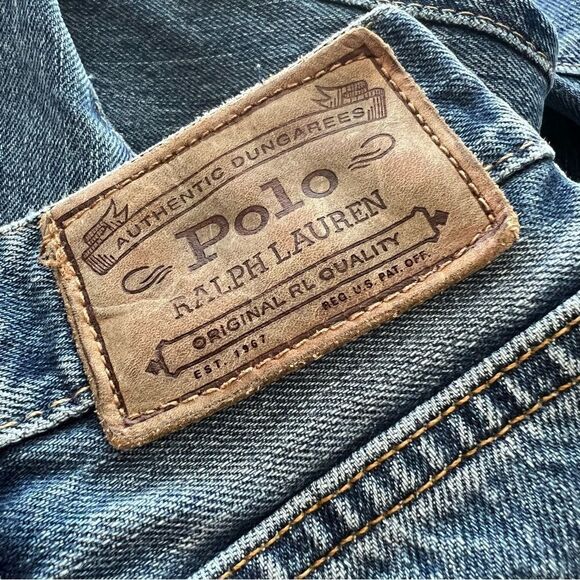 AUTHENTIC DUNGAREES
Polo
RALPH LAUREN
ORIGINAL RL QUALITY
EST. 1967 REG. U.S. PAT. OFF.